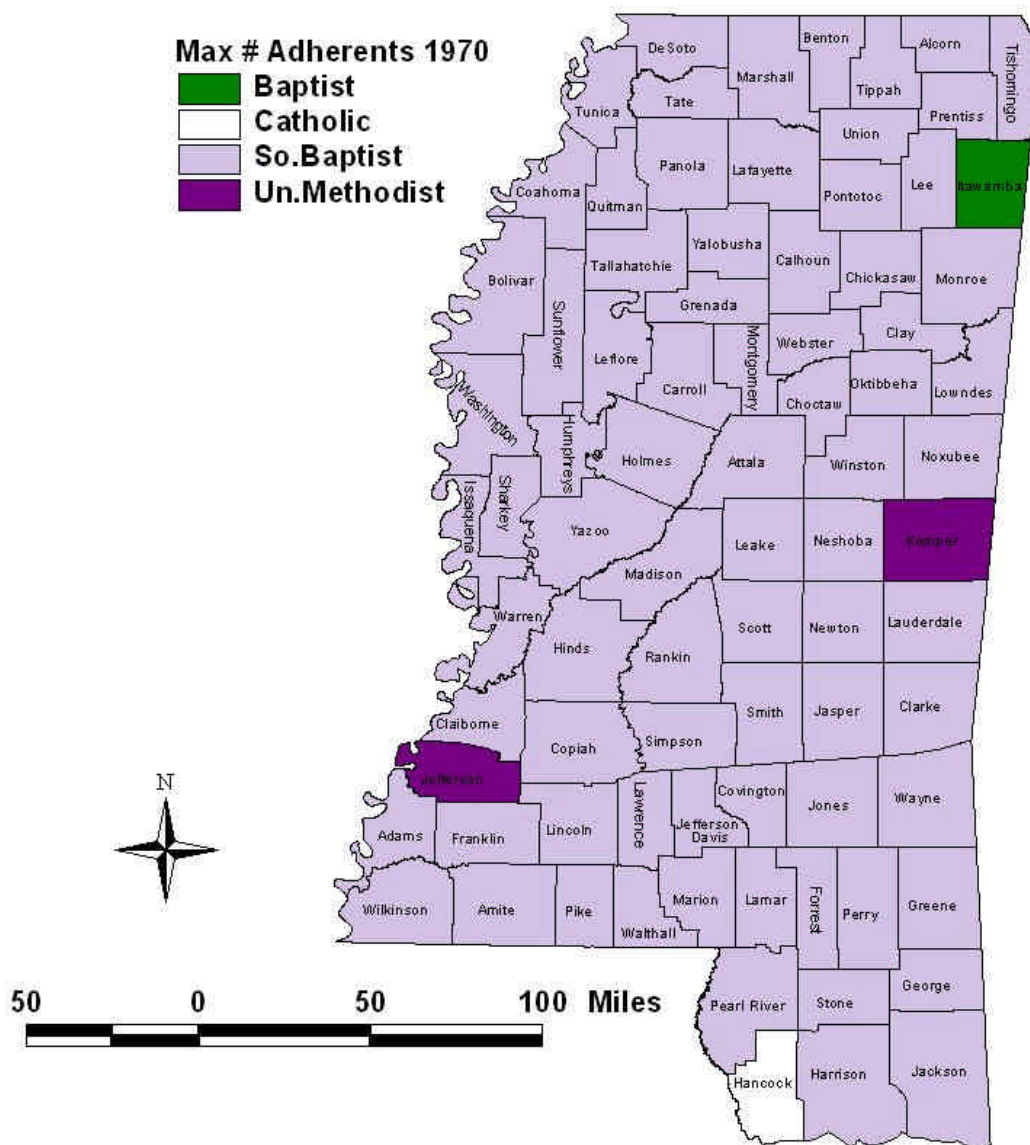 Max # Adherents 1970
Baptist
Catholic
So.Baptist
Un.Methodist
DeSoto
Marshall
Benton
Tippah
Alcorn
Tishomingo
Prentiss
Tunica
Tate
Union
Panola
Lafayette
Pontotoc
Lee
Itawamba
Coahoma
Quitman
Yalobusha
Calhoun
Chickasaw
Monroe
Tallahatchie
Bolivar
Sunflower
Grenada
Leflore
Montgomery
Webster
Clay
Carroll
Choctaw
Oktibbeha
Lowndes
Washington
Humphreys
Holmes
Attala
Winston
Noxubee
Issaquena
Sharkey
Yazoo
Leake
Neshoba
Kemper
Madison
Warren
Hinds
Rankin
Scott
Newton
Lauderdale
Claiborne
Copiah
Simpson
Smith
Jasper
Clarke
Jefferson
Adams
Franklin
Lincoln
Lawrence
Jefferson
Davis
Covington
Jones
Wayne
Wilkinson
Amite
Pike
Walthall
Marion
Lamar
Forrest
Perry
Greene
Pearl River
Stone
George
Hancock
Harrison
Jackson
N
50 0 50 100 Miles